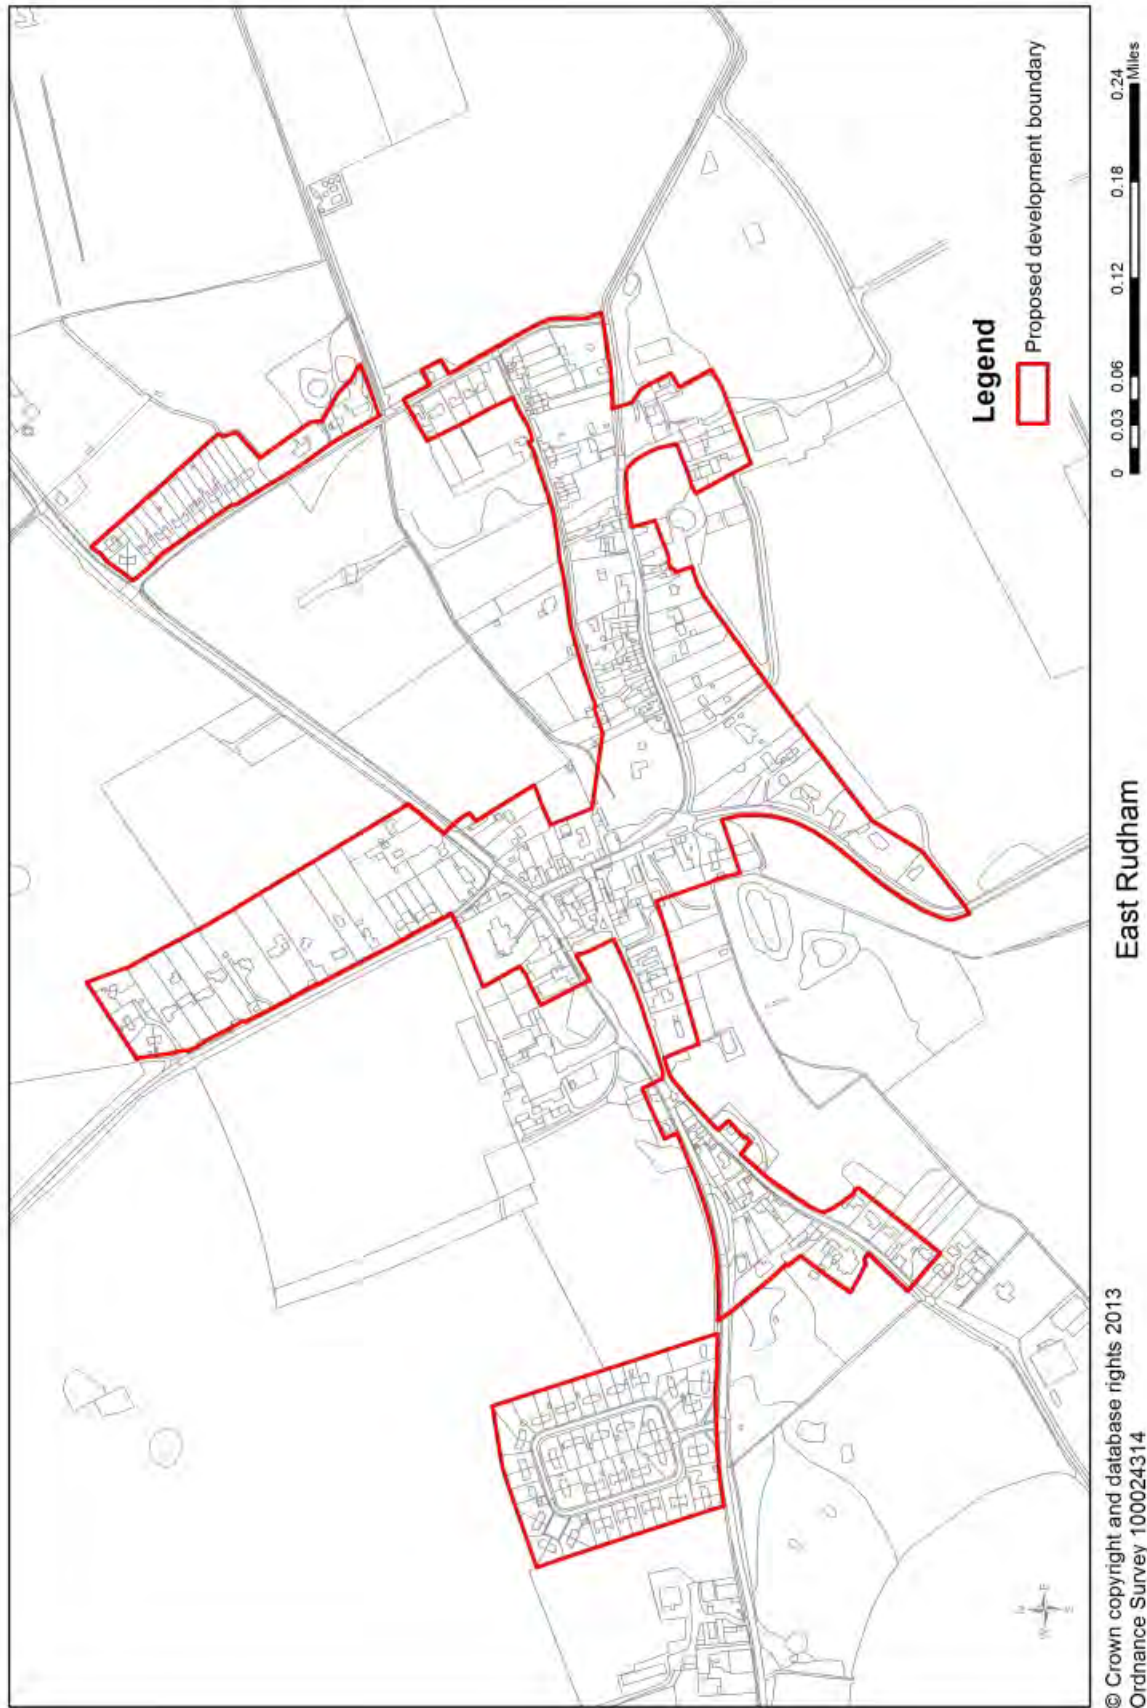 Legend
Proposed development boundary
© Crown copyright and database rights 2013
Ordnance Survey 100024314
East Rudham
0 0.03 0.06 0.12 0.18 0.24
Miles